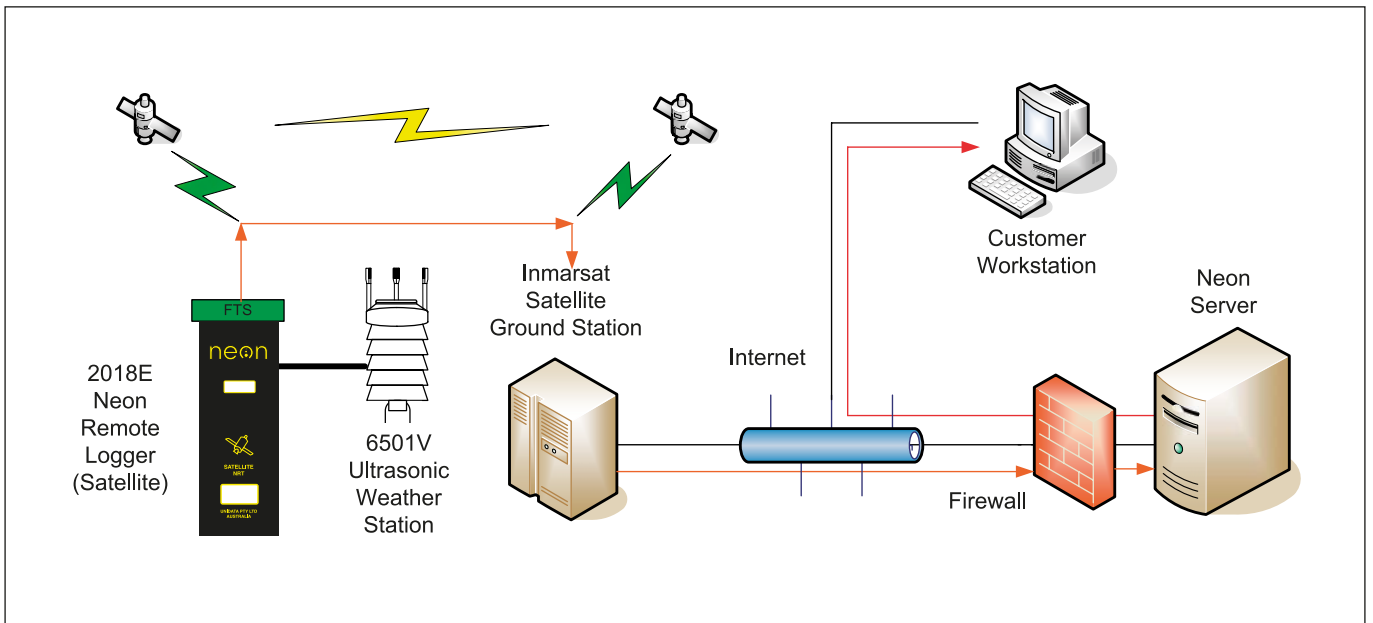 Customer
Workstation
Neon
Server
Inmarsat
Satellite
Ground Station
FTS
neon
2018E
Neon
Remote
Logger
(Satellite)
SATELLITE
NRT
UNIDATA PTY LTD
AUSTRALIA
6501V
Ultrasonic
Weather
Station
Internet
Firewall